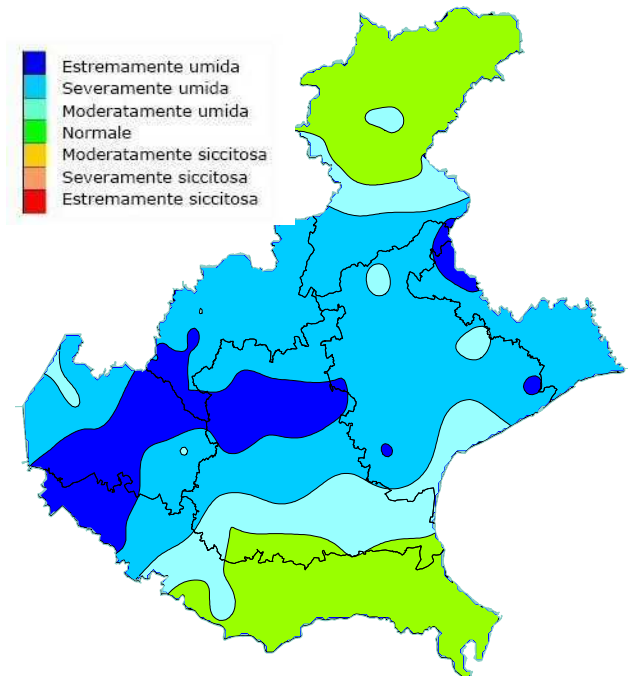 Estremamente umida
Severamente umida
Moderatamente umida
Normale
Moderatamente siccitosa
Severamente siccitosa
Estremamente siccitosa